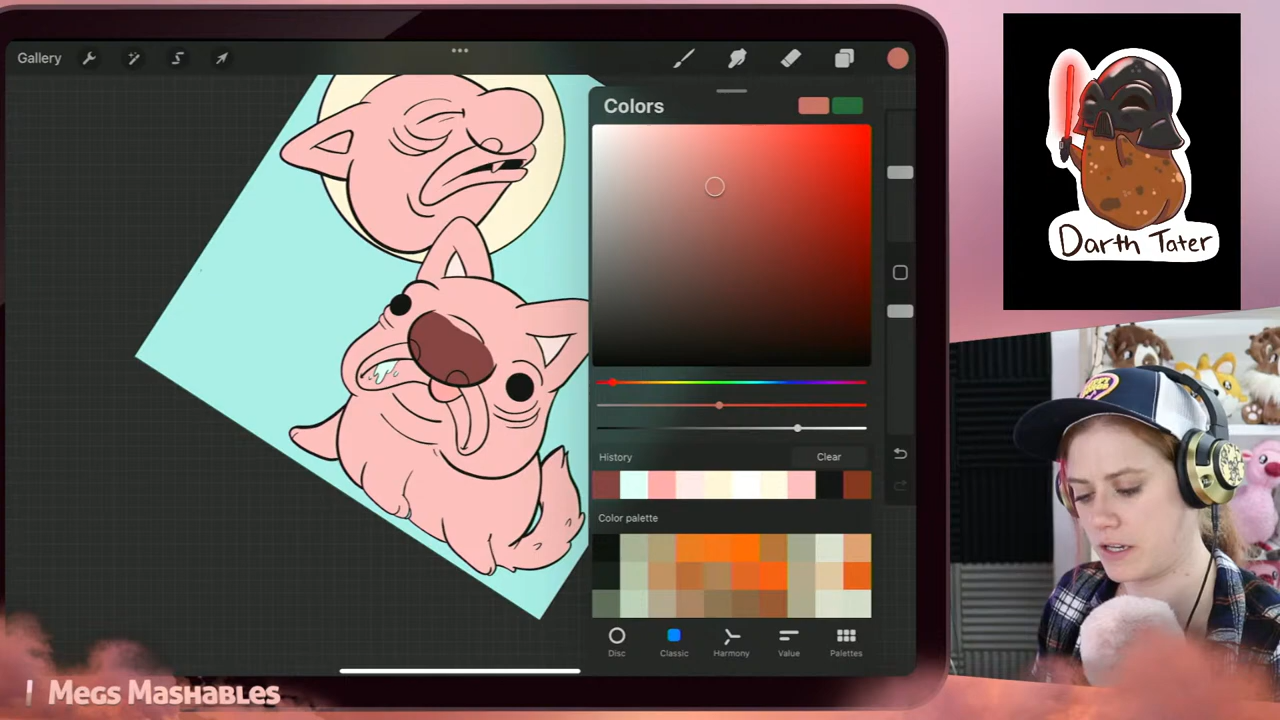 Gallery
Colors
History
Clear
Color palette
Disc
Classic
Harmony
Value
Palettes
Darth Tater
Megs Mashables